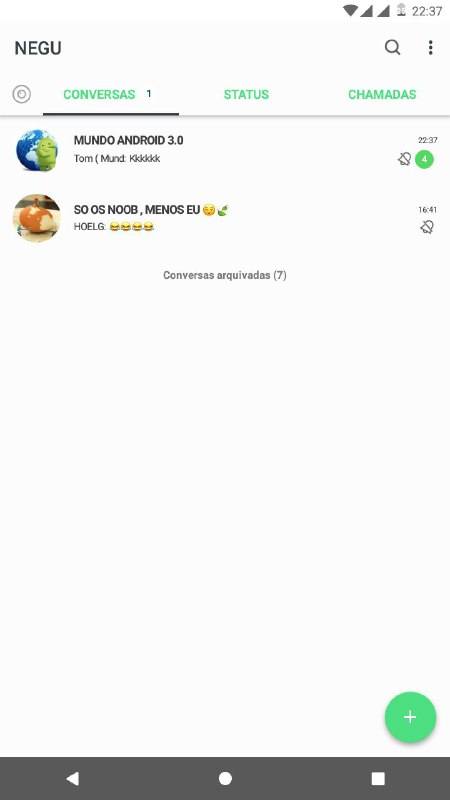 22:37
NEGU
CONVERSAS 1 STATUS CHAMADAS
MUNDO ANDROID 3.0 22:37
Tom ( Mund: Kkkkkk 4
SO OS NOOB , MENOS EU 😌🍃 16:41
HOELG: 😂😂😂😂
Conversas arquivadas (7)